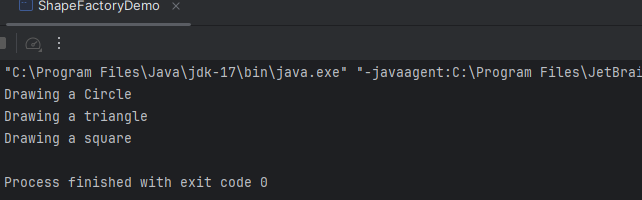 ShapeFactoryDemo ×
"C:\Program Files\Java\jdk-17\bin\java.exe" "-javaagent:C:\Program Files\JetBrai
Drawing a Circle
Drawing a triangle
Drawing a square
Process finished with exit code 0